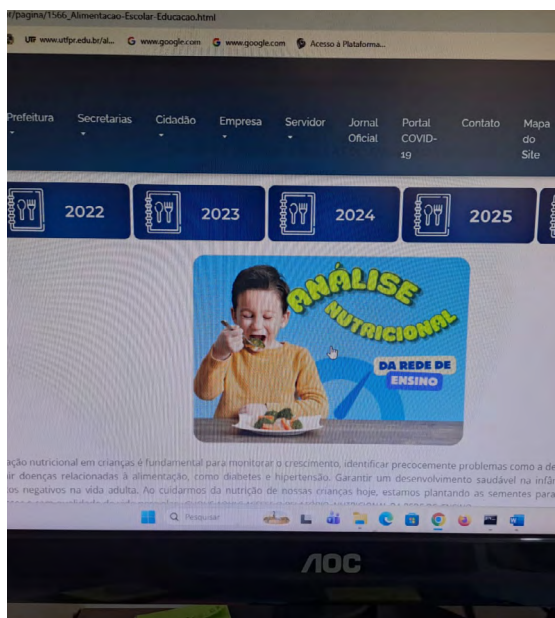 r/pagina/1566_Alimentacao-Escolar-Educacao.html
UTF www.utfpr.edu.br/al... G www.google.com G www.google.com Acesso à Plataforma...
Prefeitura Secretarias Cidadão Empresa Servidor Jornal Oficial Portal COVID-19 Contato Mapa do Site
2022 2023 2024 2025
ANÁLISE
NUTRICIONAL
DA REDE DE
ENSINO
ação nutricional em crianças é fundamental para monitorar o crescimento, identificar precocemente problemas como a de
ir doenças relacionadas à alimentação, como diabetes e hipertensão. Garantir um desenvolvimento saudável na infân
os negativos na vida adulta. Ao cuidarmos da nutrição de nossas crianças hoje, estamos plantando as sementes para
Pesquisar
AOC